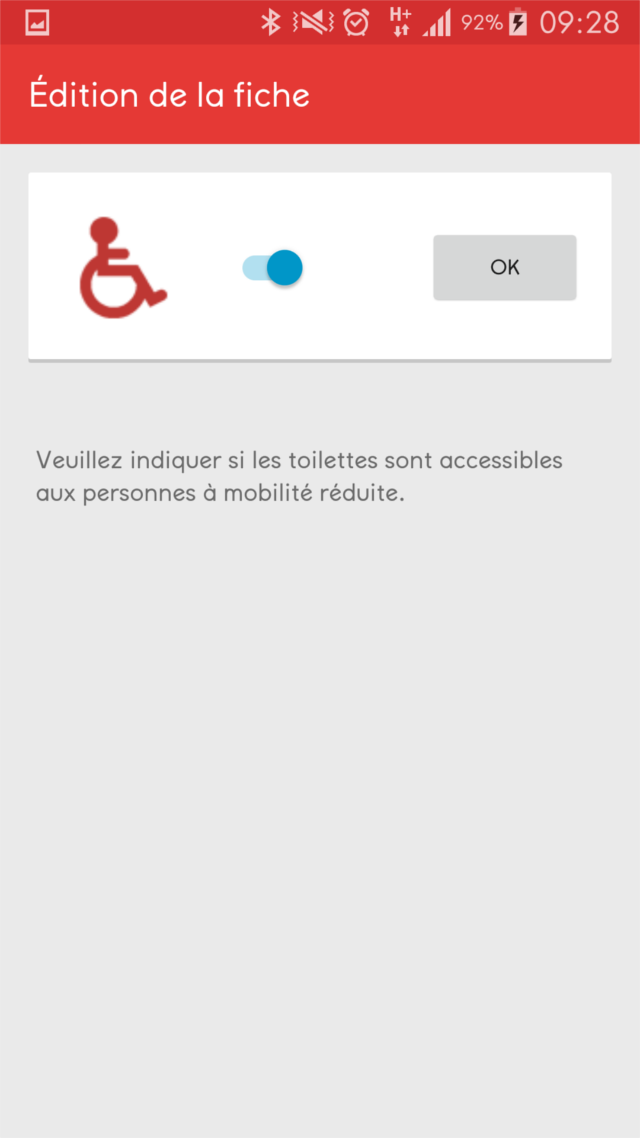 H+ 92% 09:28
Édition de la fiche
OK
Veuillez indiquer si les toilettes sont accessibles
aux personnes à mobilité réduite.